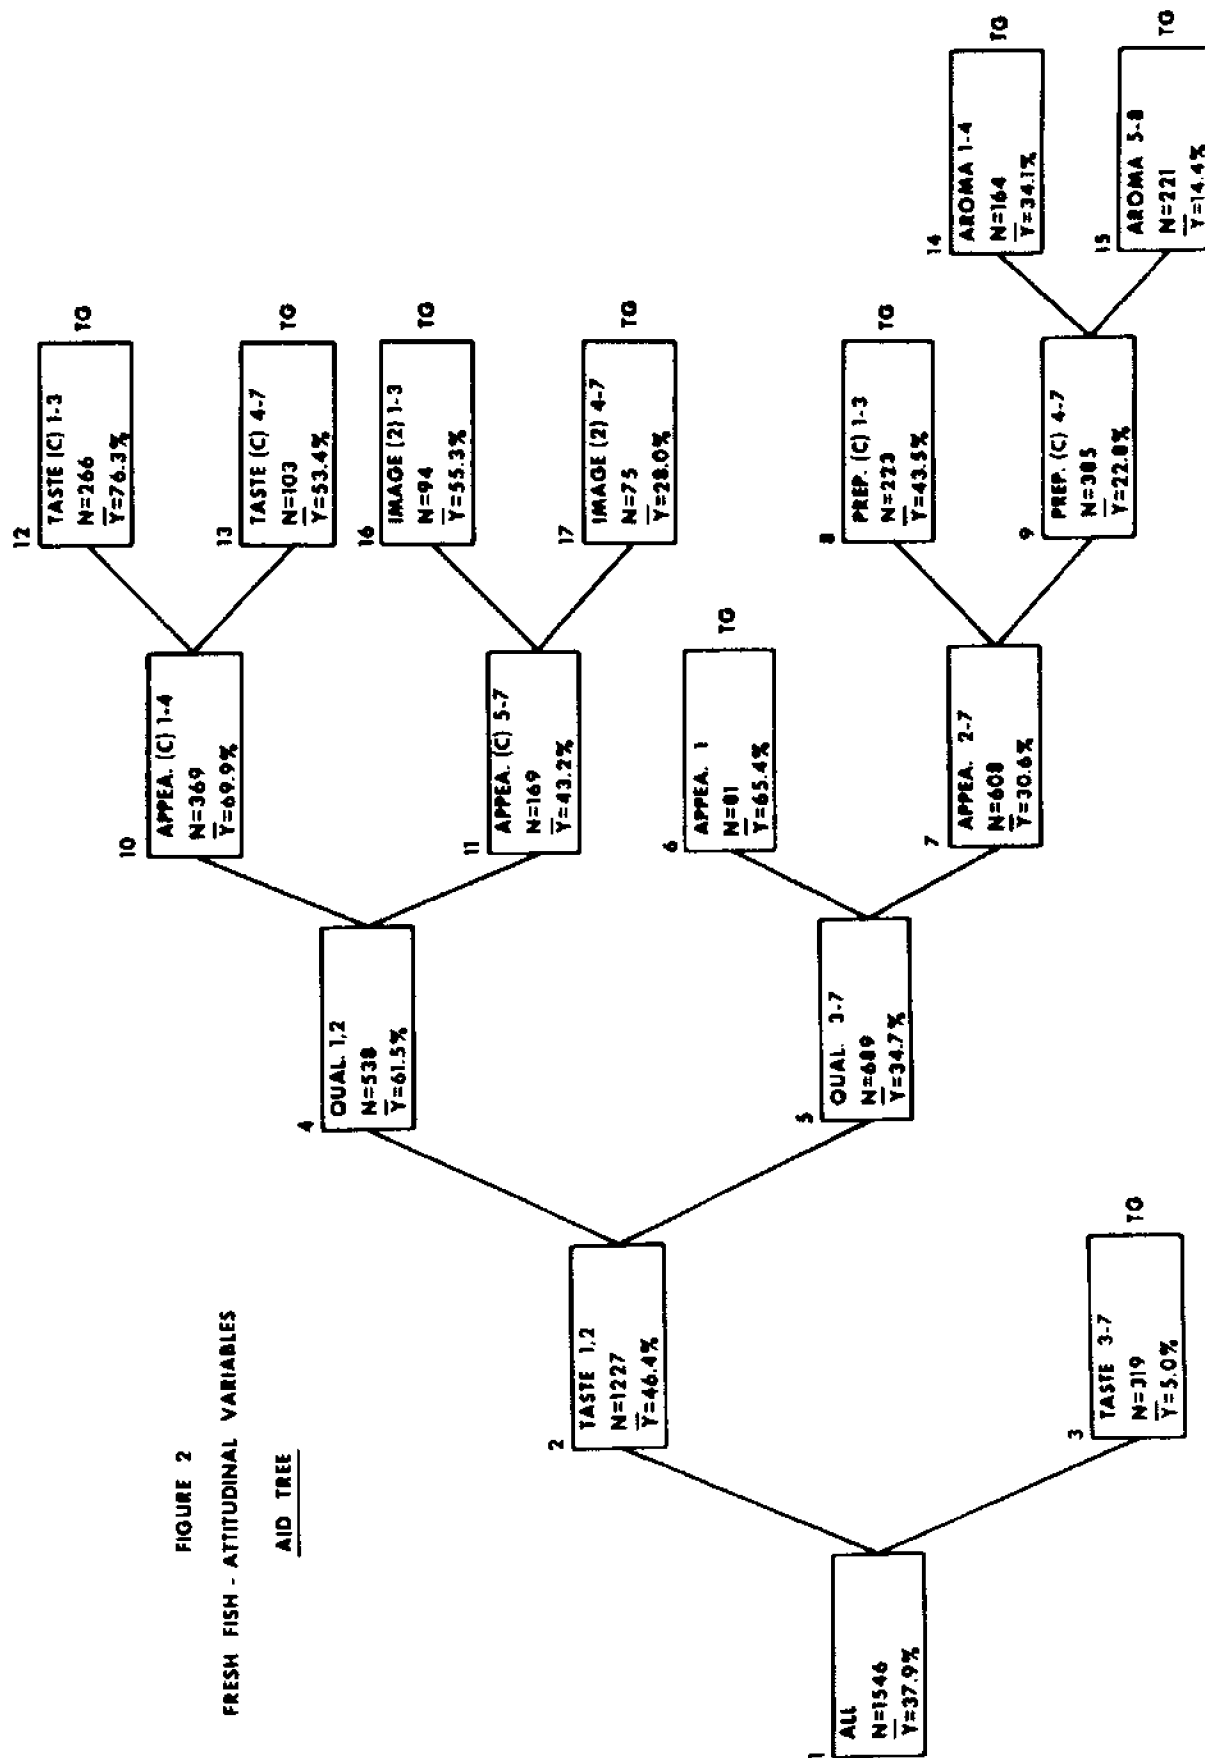 FIGURE 2
FRESH FISH - ATTITUDINAL VARIABLES
AID TREE
1
ALL
N=1546
Y=37.9%
2
TASTE 1,2
N=1227
Y=46.4%
3
TASTE 3-7
N=319
Y=5.0%
TG
4
QUAL. 1,2
N=538
Y=61.5%
5
QUAL. 3-7
N=689
Y=34.7%
10
APPEA. (C) 1-4
N=369
Y=69.9%
11
APPEA. (C) 5-7
N=169
Y=43.2%
6
APPEA. 1
N=81
Y=65.4%
TG
7
APPEA. 2-7
N=608
Y=30.6%
12
TASTE (C) 1-3
N=266
Y=76.3%
TG
13
TASTE (C) 4-7
N=103
Y=53.4%
TG
16
IMAGE (2) 1-3
N=94
Y=55.3%
TG
17
IMAGE (2) 4-7
N=75
Y=28.0%
TG
8
PREP. (C) 1-3
N=223
Y=43.5%
TG
9
PREP. (C) 4-7
N=385
Y=22.8%
14
AROMA 1-4
N=164
Y=34.1%
TG
15
AROMA 5-8
N=221
Y=14.4%
TG